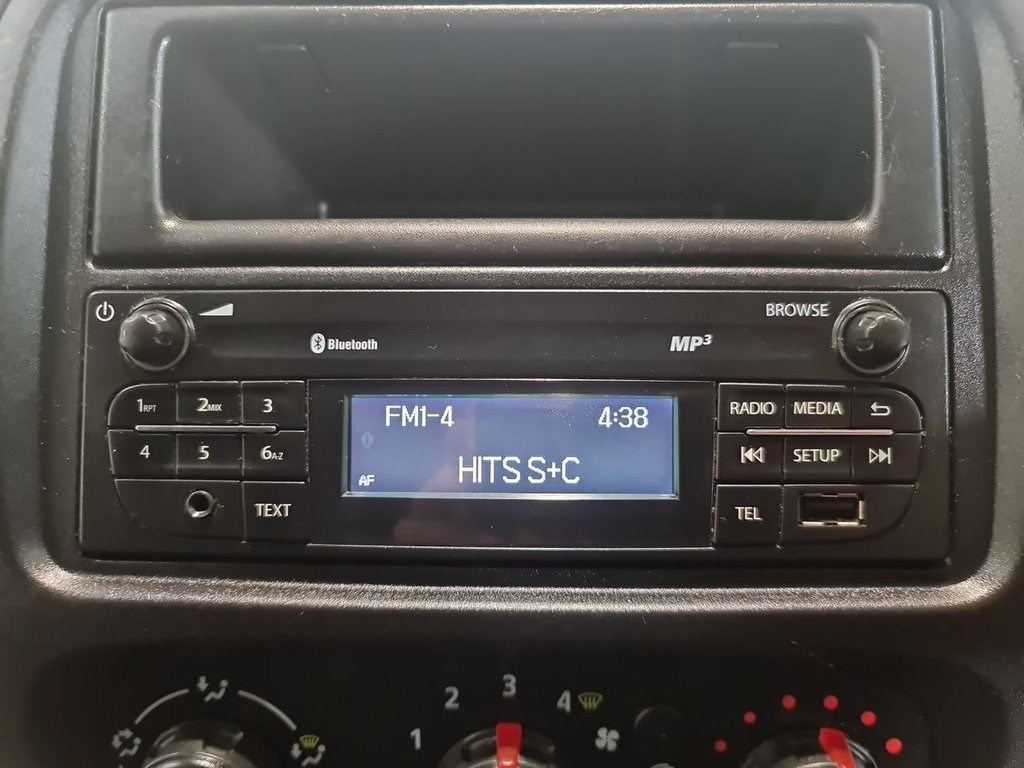 BROWSE
Bluetooth
MP3
1RPT
2MIX
3
4
5
6A-Z
TEXT
FM1-4
4:38
AF
HITS S+C
RADIO
MEDIA
SETUP
TEL
1
2
3
4